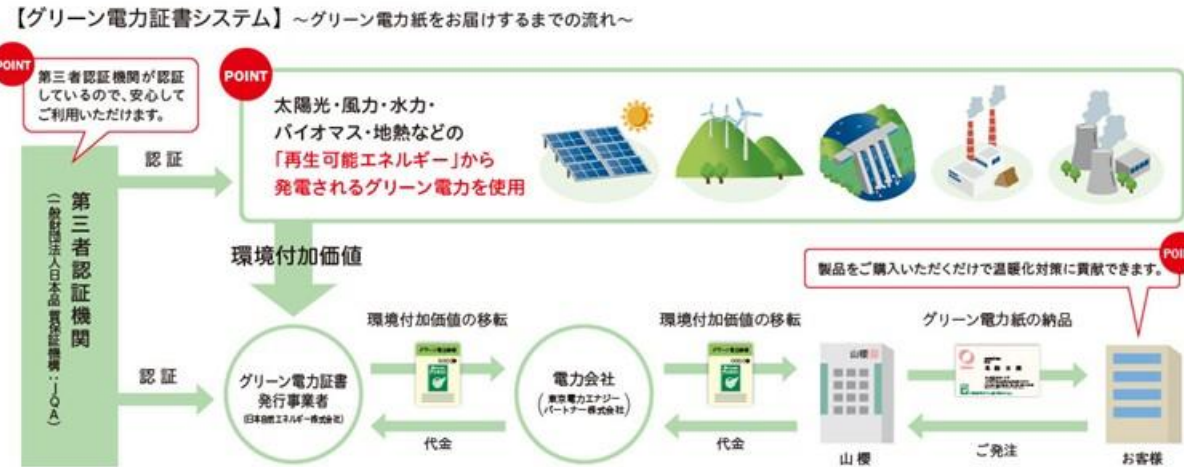 【グリーン電力証書システム】～グリーン電力紙をお届けするまでの流れ～
POINT
第三者認証機関が認証
しているので、安心して
ご利用いただけます。
POINT
太陽光・風力・水力・
バイオマス・地熱などの
「再生可能エネルギー」から
発電されるグリーン電力を使用
認証
第三者認証機関
(一般財団法人日本品質保証機構:JQA)
環境付加価値
POI
製品をご購入いただくだけで温暖化対策に貢献できます。
認証
グリーン電力証書
発行事業者
(日本自然エネルギー株式会社)
環境付加価値の移転
代金
電力会社
(東京電力エナジー
パートナー株式会社)
環境付加価値の移転
代金
山櫻
山櫻
グリーン電力紙の納品
ご発注
お客様